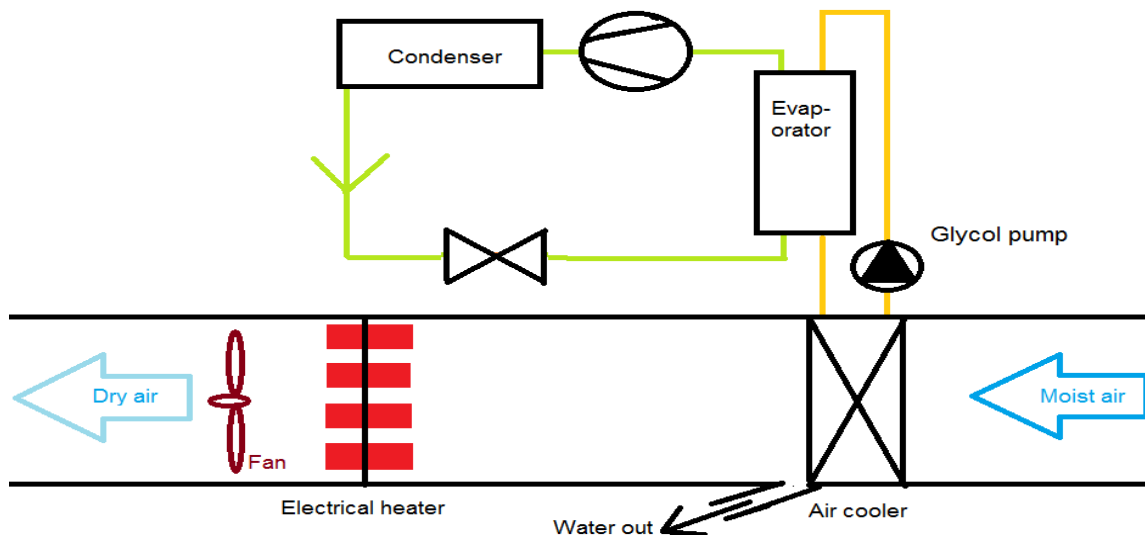 Condenser
Evap-
orator
Glycol pump
Dry air
Moist air
Fan
Electrical heater
Water out
Air cooler